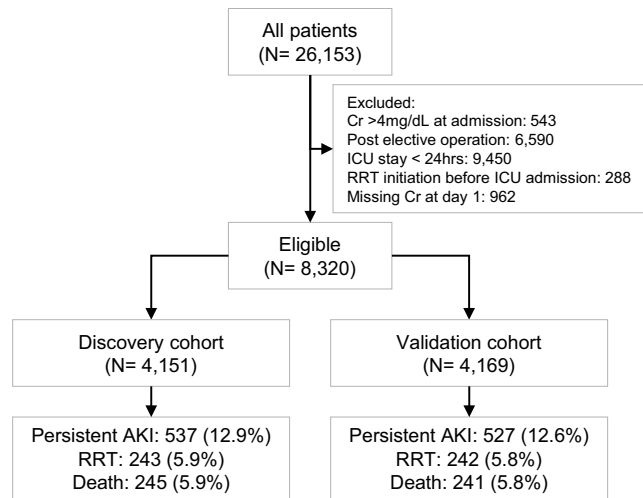 All patients
(N= 26,153)
Excluded:
Cr >4mg/dL at admission: 543
Post elective operation: 6,590
ICU stay < 24hrs: 9,450
RRT initiation before ICU admission: 288
Missing Cr at day 1: 962
Eligible
(N= 8,320)
Discovery cohort
(N= 4,151)
Validation cohort
(N= 4,169)
Persistent AKI: 537 (12.9%)
RRT: 243 (5.9%)
Death: 245 (5.9%)
Persistent AKI: 527 (12.6%)
RRT: 242 (5.8%)
Death: 241 (5.8%)